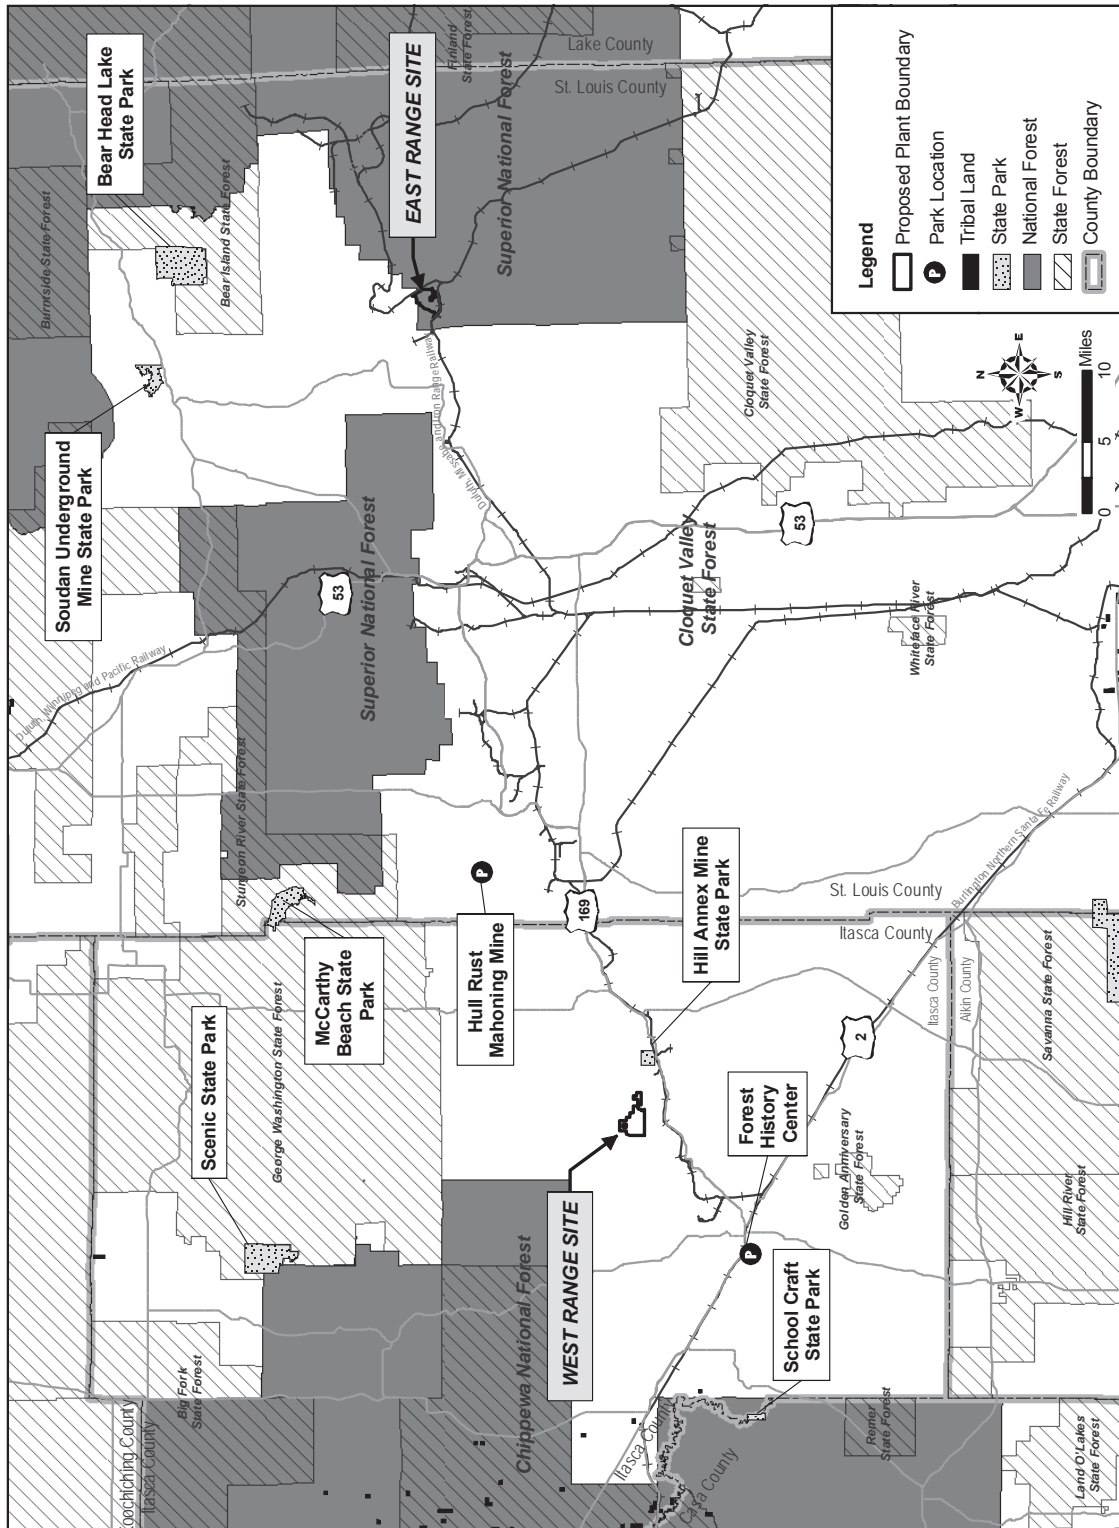 Koochiching County
Itasca County
Big Fork
State Forest
Scenic State Park
George Washington State Forest
McCarthy
Beach State
Park
Sturgeon River State Forest
Duluth, Winnipeg and Pacific Railway
Soudan Underground
Mine State Park
Burntside State Forest
Bear Head Lake
State Park
Bear Island State Forest
Chippewa National Forest
WEST RANGE SITE
Hull Rust
Mahoning Mine
P
Superior National Forest
53
EAST RANGE SITE
Superior National Forest
Finland
State Forest
Lake County
St. Louis County
Duluth, Missabe and Iron Range Railway
169
Hill Annex Mine
State Park
Itasca County
County
School Craft
State Park
P
Forest
History
Center
Cloquet Valley
State Forest
53
Cloquet Valley
State Forest
St. Louis County
Itasca County
2
Golden Anniversary
State Forest
Remer
State Forest
Whiteface River
State Forest
Burlington Northern Santa Fe Railway
Itasca County
Aikin County
Savanna State Forest
Hill River
State Forest
Land O'Lakes
State Forest
N
E
S
W
0
5
10
Miles
Legend
Proposed Plant Boundary
P
Park Location
Tribal Land
State Park
National Forest
State Forest
County Boundary